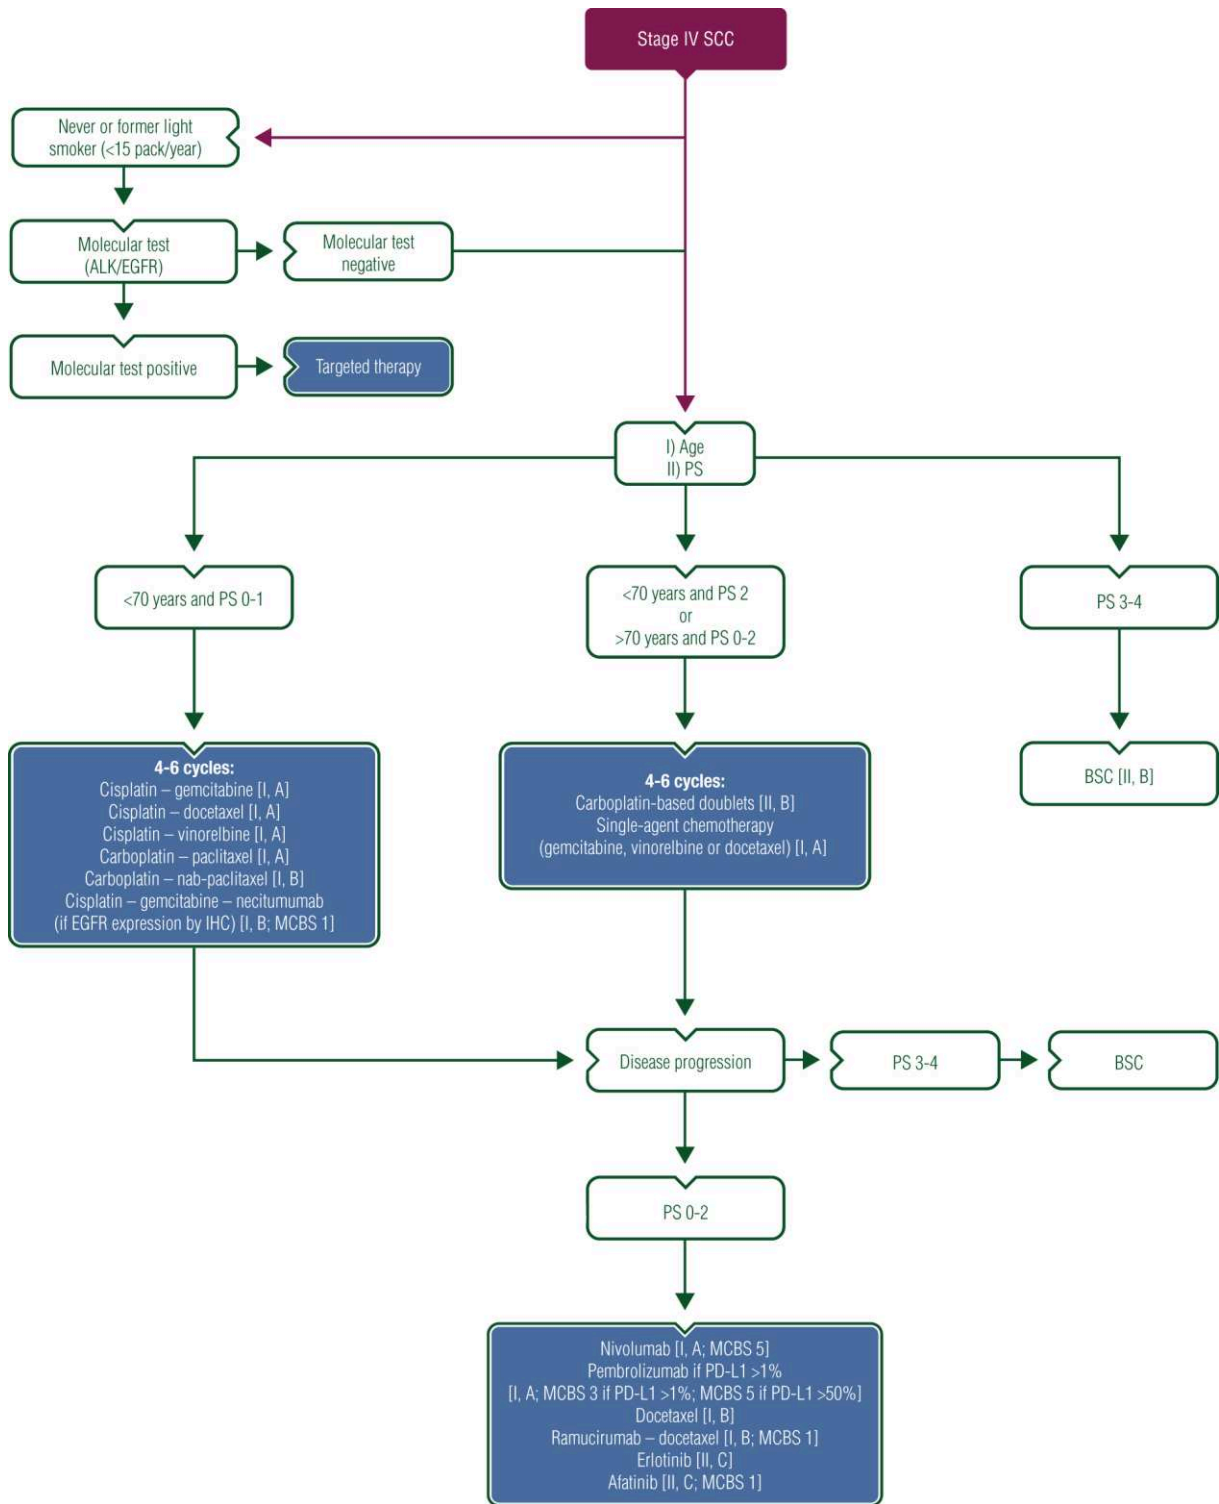 Stage IV SCC
Never or former light
smoker (<15 pack/year)
Molecular test
(ALK/EGFR)
Molecular test
negative
Molecular test positive
Targeted therapy
I) Age
II) PS
<70 years and PS 0-1
<70 years and PS 2
or
>70 years and PS 0-2
PS 3-4
4-6 cycles:
Cisplatin – gemcitabine [I, A]
Cisplatin – docetaxel [I, A]
Cisplatin – vinorelbine [I, A]
Carboplatin – paclitaxel [I, A]
Carboplatin – nab-paclitaxel [I, B]
Cisplatin – gemcitabine – necitumumab
(if EGFR expression by IHC) [I, B; MCBS 1]
4-6 cycles:
Carboplatin-based doublets [II, B]
Single-agent chemotherapy
(gemcitabine, vinorelbine or docetaxel) [I, A]
BSC [II, B]
Disease progression
PS 3-4
BSC
PS 0-2
Nivolumab [I, A; MCBS 5]
Pembrolizumab if PD-L1 >1%
[I, A; MCBS 3 if PD-L1 >1%; MCBS 5 if PD-L1 >50%]
Docetaxel [I, B]
Ramucirumab – docetaxel [I, B; MCBS 1]
Erlotinib [II, C]
Afatinib [II, C; MCBS 1]